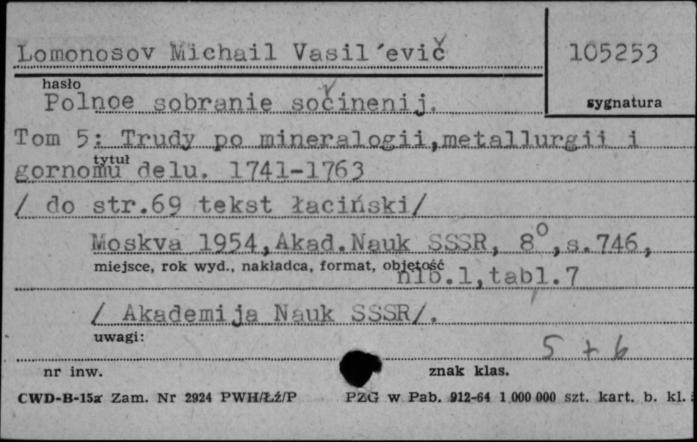 Lomonosov Michail Vasil'evič
105253
hasło
sygnatura
Polnoe sobranie sočinenij.
Tom 5: Trudy po mineralogii,metallurgii i
tytuł
gornomu delu. 1741-1763
/ do str.69 tekst łaciński/
Moskva 1954,Akad.Nauk SSSR, 8°,s.746,
miejsce, rok wyd., nakładca, format, objętość
nlb.1,tabl.7
/ Akademija Nauk SSSR/.
uwagi:
5 + 6
nr inw.
znak klas.
CWD-B-15a Zam. Nr 2924 PWH/Łź/P
PZG w Pab. 912-64 1 000 000 szt. kart. b. kl.